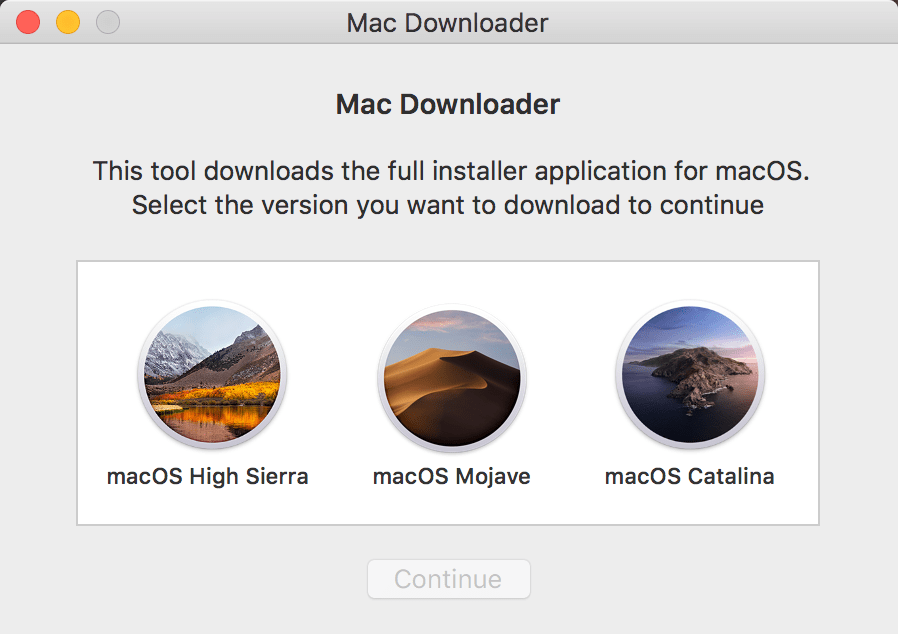 Mac Downloader
Mac Downloader
This tool downloads the full installer application for macOS.
Select the version you want to download to continue
macOS High Sierra
macOS Mojave
macOS Catalina
Continue